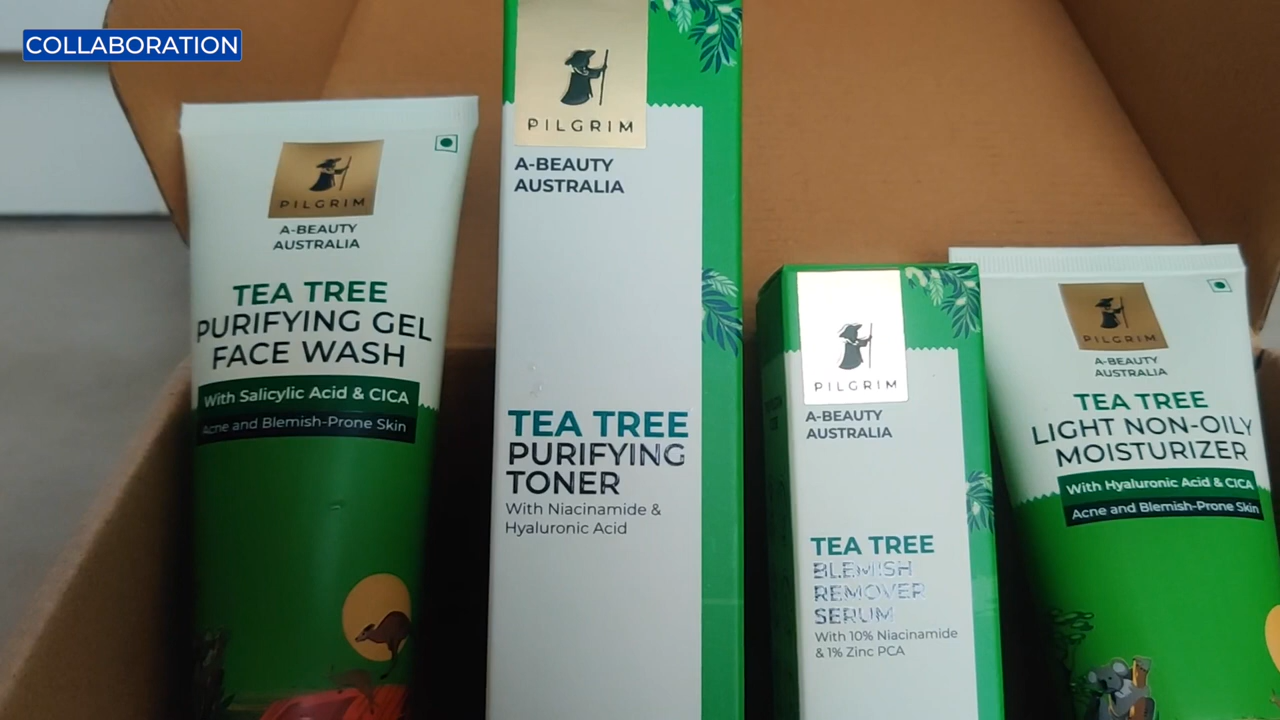 COLLABORATION
PILGRIM
A-BEAUTY
AUSTRALIA
TEA TREE
PURIFYING GEL
FACE WASH
With Salicylic Acid & CICA
Acne and Blemish-Prone Skin
PILGRIM
A-BEAUTY
AUSTRALIA
TEA TREE
PURIFYING
TONER
With Niacinamide &
Hyaluronic Acid
PILGRIM
A-BEAUTY
AUSTRALIA
TEA TREE
BLEMISH
REMOVER
SERUM
With 10% Niacinamide
& 1% Zinc PCA
PILGRIM
A-BEAUTY
AUSTRALIA
TEA TREE
LIGHT NON-OILY
MOISTURIZER
With Hyaluronic Acid & CICA
Acne and Blemish-Prone Skin